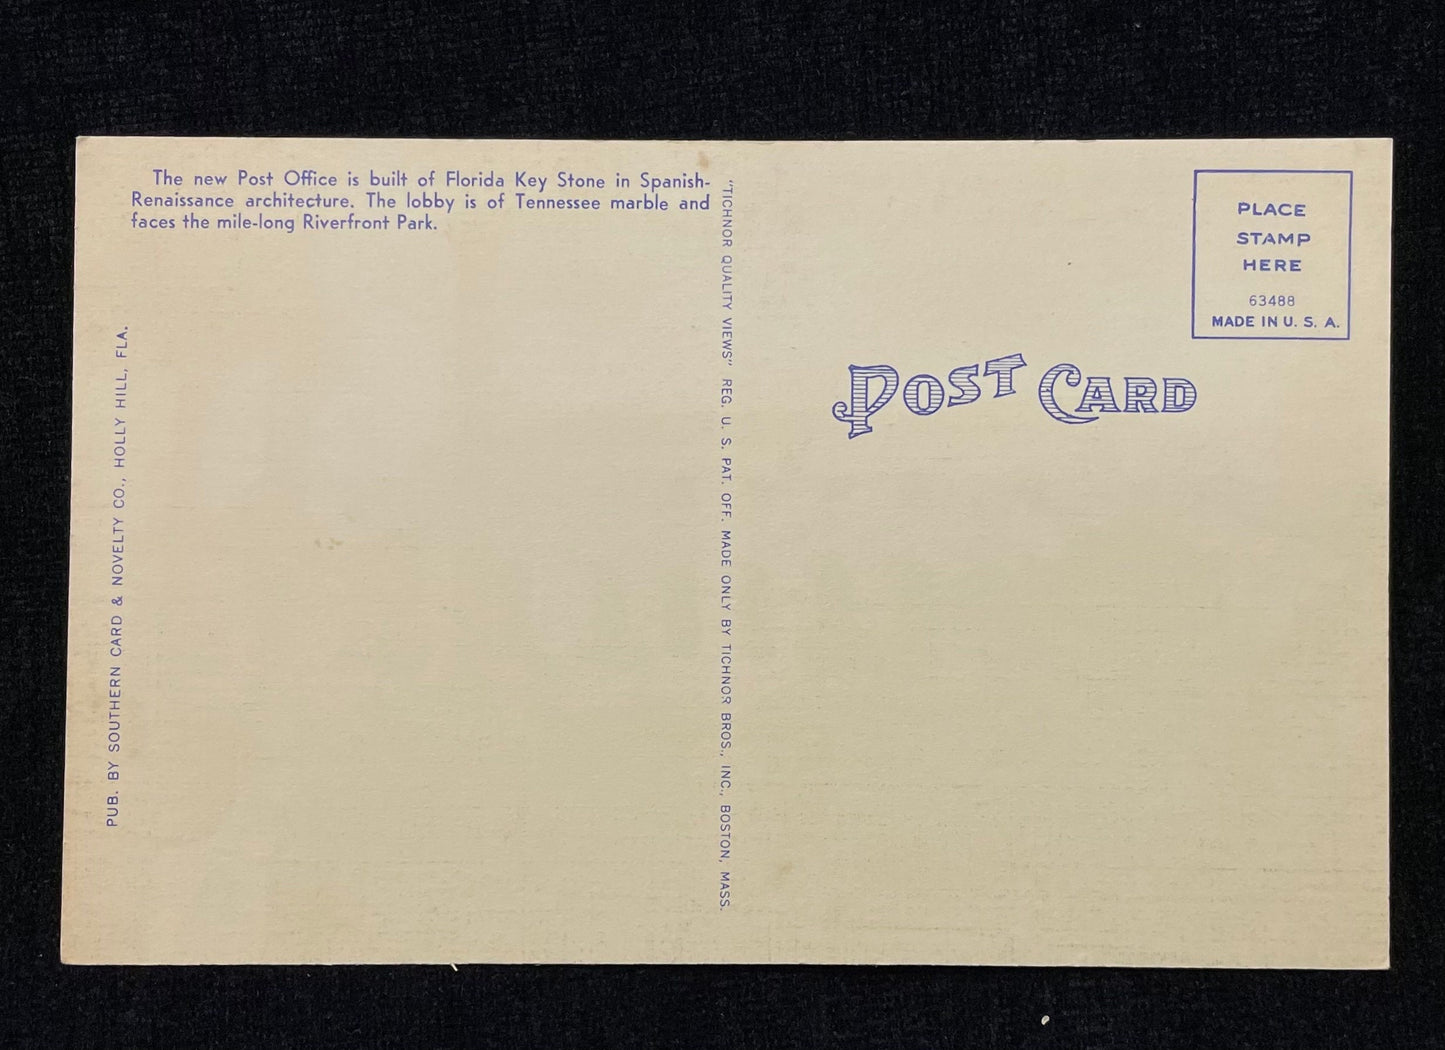 The new Post Office is built of Florida Key Stone in Spanish-
Renaissance architecture. The lobby is of Tennessee marble and
faces the mile-long Riverfront Park.
PUB. BY SOUTHERN CARD & NOVELTY CO., HOLLY HILL, FLA.
"TICHNOR QUALITY VIEWS" REG. U. S. PAT. OFF. MADE ONLY BY TICHNOR BROS., INC., BOSTON, MASS.
POST CARD
PLACE
STAMP
HERE
63488
MADE IN U. S. A.